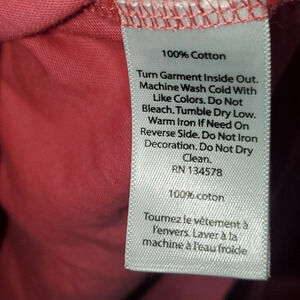 100% Cotton
Turn Garment Inside Out.
Machine Wash Cold With
Like Colors. Do Not
Bleach. Tumble Dry Low.
Warm Iron if Need On
Reverse Side. Do Not Iron
Decoration. Do Not Dry
Clean.
RN 134578
100% coton
Tournez le vêtement à
l'envers. Laver à la
machine à l'eau froide